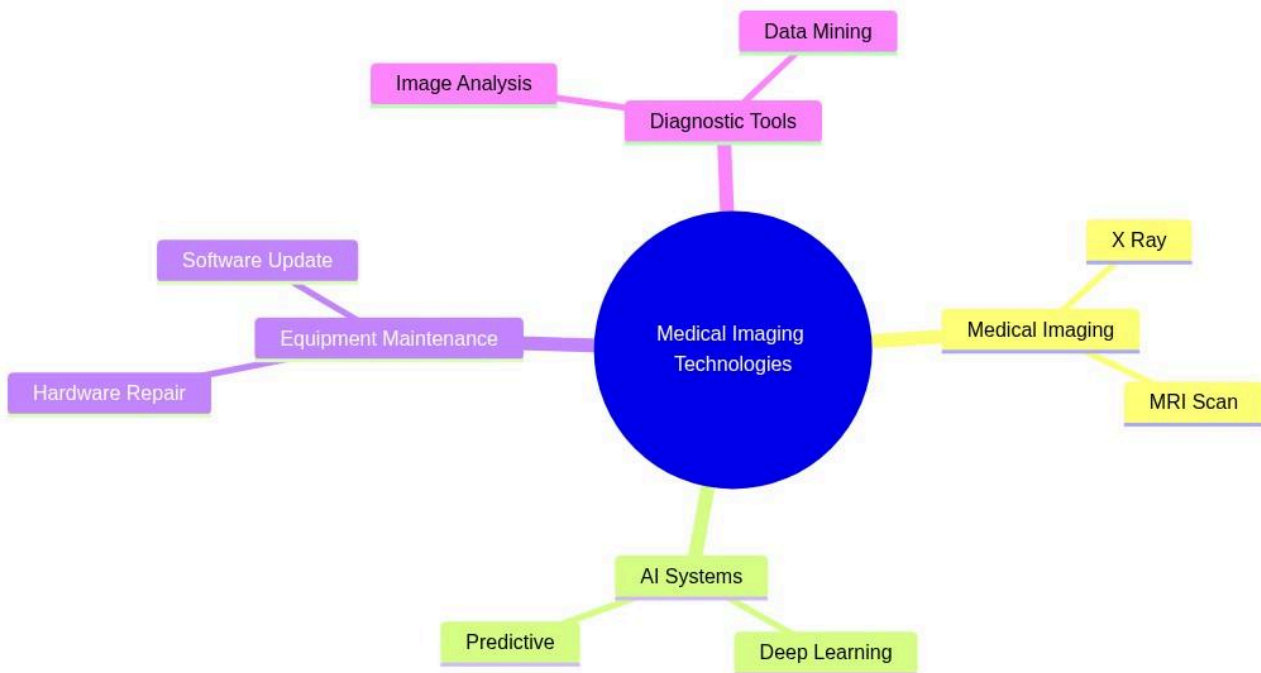 Data Mining
Image Analysis
Diagnostic Tools
X Ray
Software Update
Medical Imaging
Equipment Maintenance
Medical Imaging
Technologies
Hardware Repair
MRI Scan
AI Systems
Predictive
Deep Learning